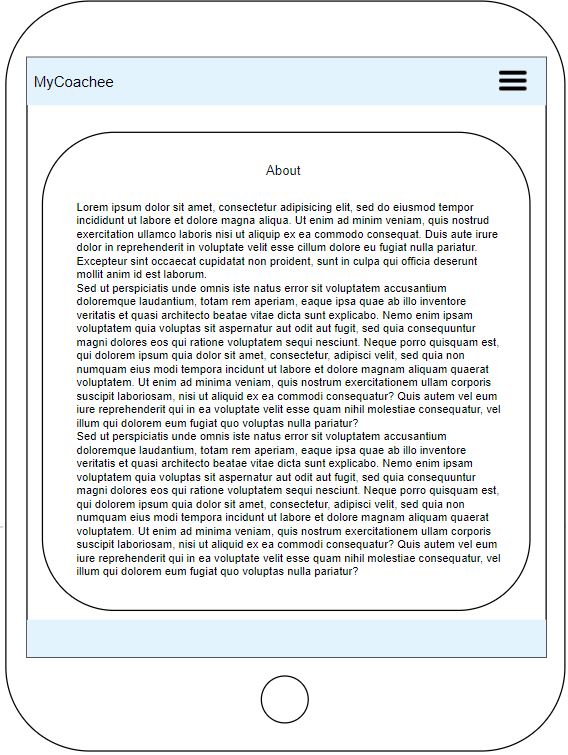 MyCoachee
About
Lorem ipsum dolor sit amet, consectetur adipisicing elit, sed do eiusmod tempor
incididunt ut labore et dolore magna aliqua. Ut enim ad minim veniam, quis nostrud
exercitation ullamco laboris nisi ut aliquip ex ea commodo consequat. Duis aute irure
dolor in reprehenderit in voluptate velit esse cillum dolore eu fugiat nulla pariatur.
Excepteur sint occaecat cupidatat non proident, sunt in culpa qui officia deserunt
mollit anim id est laborum.
Sed ut perspiciatis unde omnis iste natus error sit voluptatem accusantium
doloremque laudantium, totam rem aperiam, eaque ipsa quae ab illo inventore
veritatis et quasi architecto beatae vitae dicta sunt explicabo. Nemo enim ipsam
voluptatem quia voluptas sit aspernatur aut odit aut fugit, sed quia consequuntur
magni dolores eos qui ratione voluptatem sequi nesciunt. Neque porro quisquam est,
qui dolorem ipsum quia dolor sit amet, consectetur, adipisci velit, sed quia non
numquam eius modi tempora incidunt ut labore et dolore magnam aliquam quaerat
voluptatem. Ut enim ad minima veniam, quis nostrum exercitationem ullam corporis
suscipit laboriosam, nisi ut aliquid ex ea commodi consequatur? Quis autem vel eum
iure reprehenderit qui in ea voluptate velit esse quam nihil molestiae consequatur, vel
illum qui dolorem eum fugiat quo voluptas nulla pariatur?
Sed ut perspiciatis unde omnis iste natus error sit voluptatem accusantium
doloremque laudantium, totam rem aperiam, eaque ipsa quae ab illo inventore
veritatis et quasi architecto beatae vitae dicta sunt explicabo. Nemo enim ipsam
voluptatem quia voluptas sit aspernatur aut odit aut fugit, sed quia consequuntur
magni dolores eos qui ratione voluptatem sequi nesciunt. Neque porro quisquam est,
qui dolorem ipsum quia dolor sit amet, consectetur, adipisci velit, sed quia non
numquam eius modi tempora incidunt ut labore et dolore magnam aliquam quaerat
voluptatem. Ut enim ad minima veniam, quis nostrum exercitationem ullam corporis
suscipit laboriosam, nisi ut aliquid ex ea commodi consequatur? Quis autem vel eum
iure reprehenderit qui in ea voluptate velit esse quam nihil molestiae consequatur, vel
illum qui dolorem eum fugiat quo voluptas nulla pariatur?